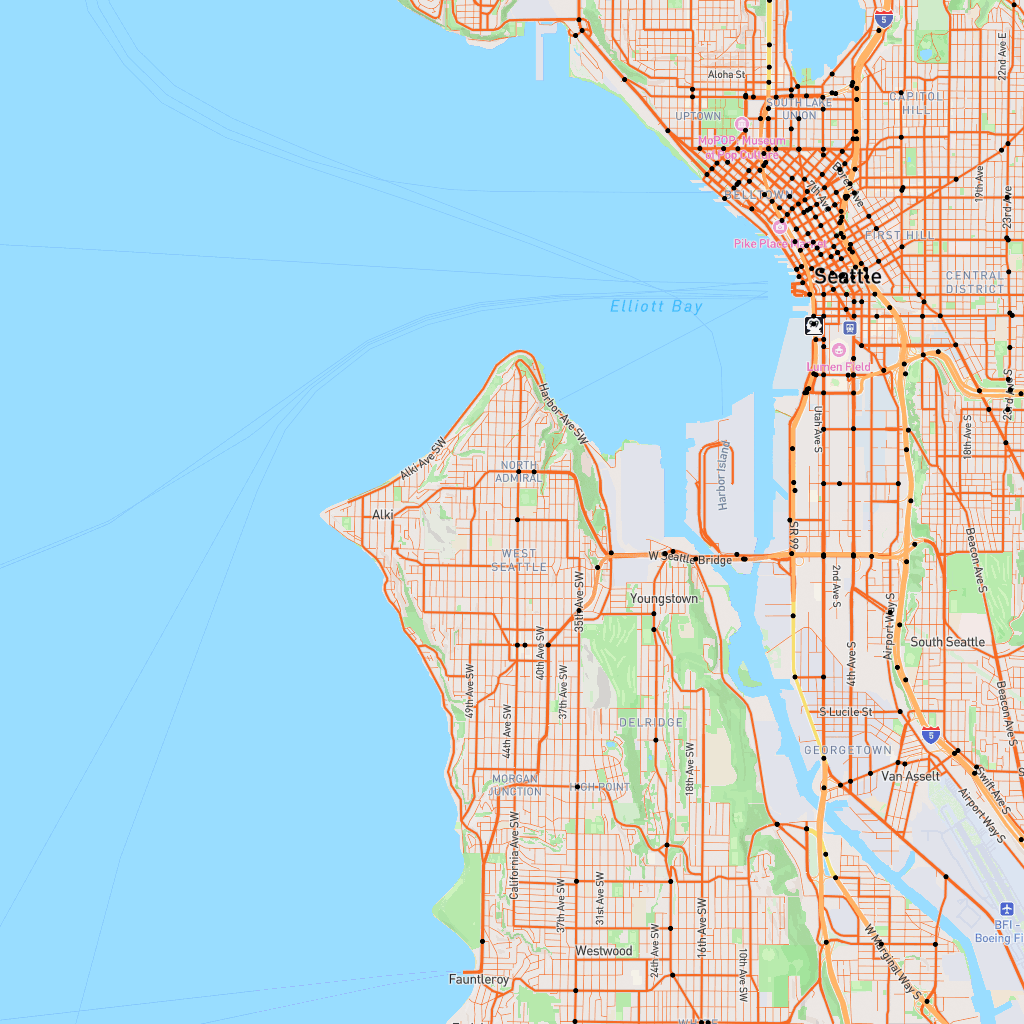 5
22nd Ave E
Aloha St
CAPITOL
HILL
SOUTH LAKE
UNION
UPTOWN
MoPOP, Museum
of Pop Culture
BELLTOWN
7th Ave
Boren Ave
19th Ave
23rd Ave
FIRST HILL
Seattle
CENTRAL
DISTRICT
Elliott Bay
Lumen Field
Harbor Ave SW
Utah Ave S
18th Ave S
Alki Ave SW
NORTH
ADMIRAL
Harbor Island
Alki
SR 99
WEST
SEATTLE
W Seattle Bridge
Beacon Ave S
2nd Ave S
35th Ave SW
Youngstown
Airport Way S
South Seattle
40th Ave SW
4th Ave S
49th Ave SW
37th Ave SW
Beacon Ave S
44th Ave SW
DELRIDGE
S Lucile St
5
GEORGETOWN
18th Ave SW
Van Asselt
MORGAN
JUNCTION
HIGH POINT
Swift Ave S
Airport Way S
California Ave SW
37th Ave SW
31st Ave SW
16th Ave SW
24th Ave SW
10th Ave SW
W Marginal Way S
BFI -
Boeing Fi
Westwood
Fauntleroy